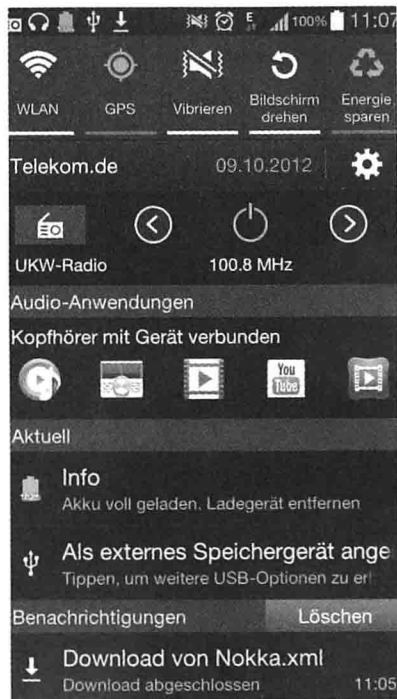 100% 11:07
WLAN GPS Vibrieren Bildschirm drehen Energie sparen
Telekom.de 09.10.2012
UKW-Radio 100.8 MHz
Audio-Anwendungen
Kopfhörer mit Gerät verbunden
You Tube
Aktuell
Info
Akku voll geladen. Ladegerät entfernen
Als externes Speichergerät ange
Tippen, um weitere USB-Optionen zu er
Benachrichtigungen Löschen
Download von Nokka.xml
Download abgeschlossen 11:05